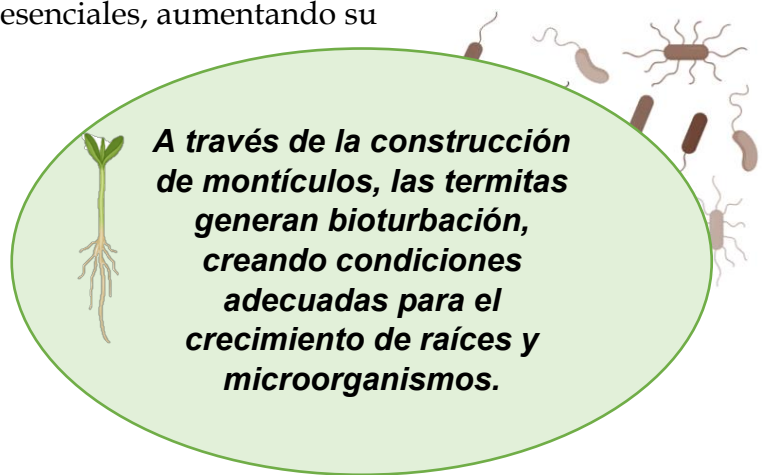 esenciales, aumentando su
A través de la construcción
de montículos, las termitas
generan bioturbación,
creando condiciones
adecuadas para el
crecimiento de raíces y
microorganismos.